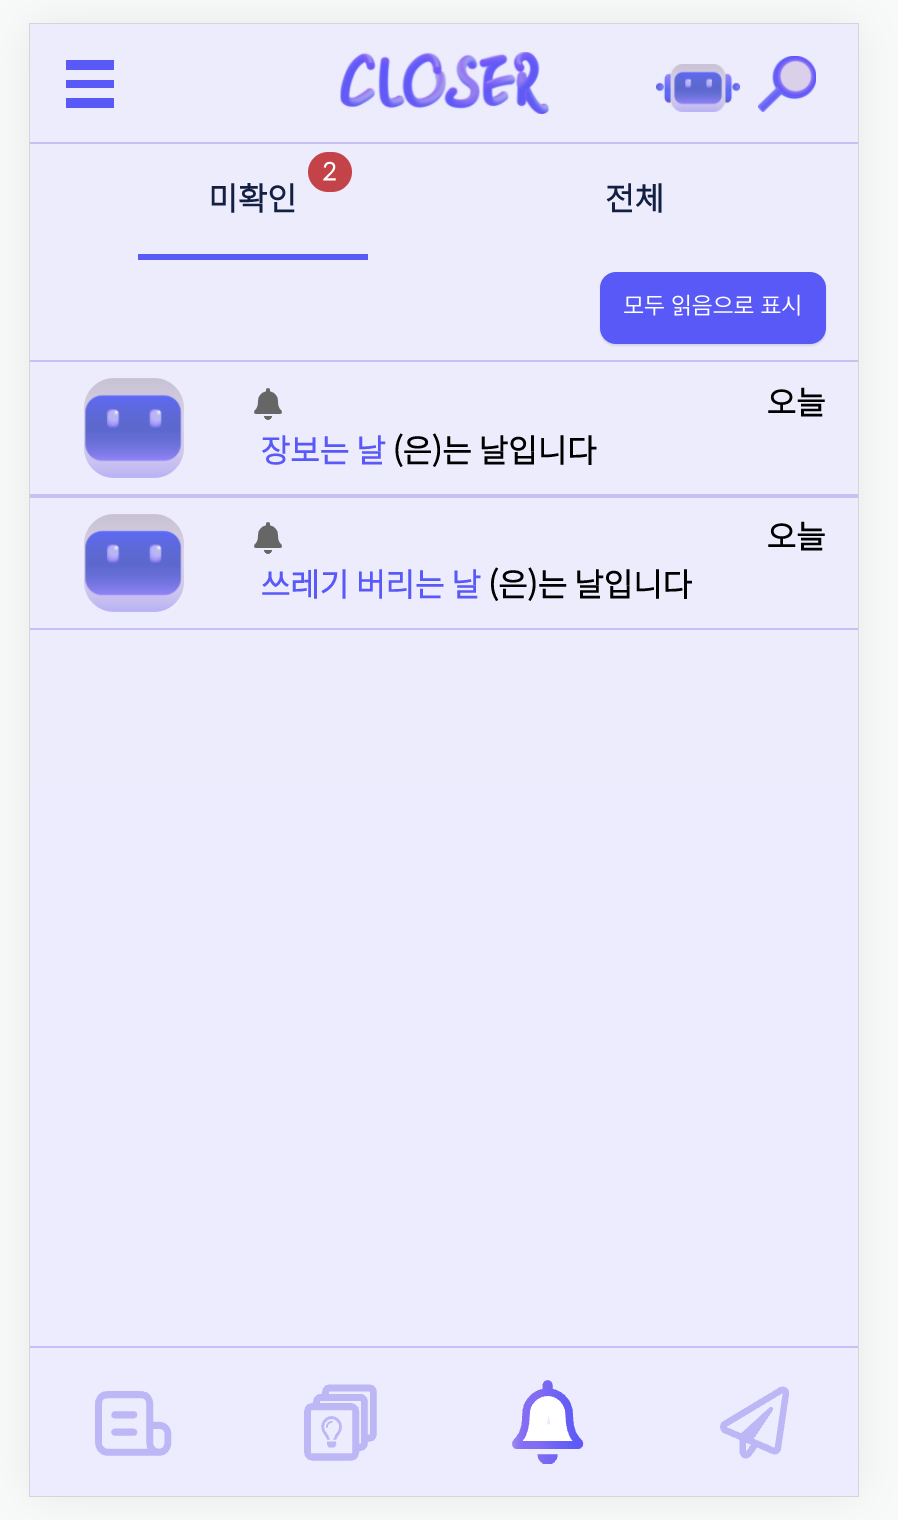 CLOSER
미확인 2 전체
모두 읽음으로 표시
오늘
장보는 날 (은)는 날입니다
오늘
쓰레기 버리는 날 (은)는 날입니다